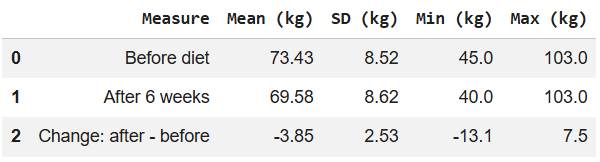 Measure Mean (kg) SD (kg) Min (kg) Max (kg)
0 Before diet 73.43 8.52 45.0 103.0
1 After 6 weeks 69.58 8.62 40.0 103.0
2 Change: after - before -3.85 2.53 -13.1 7.5